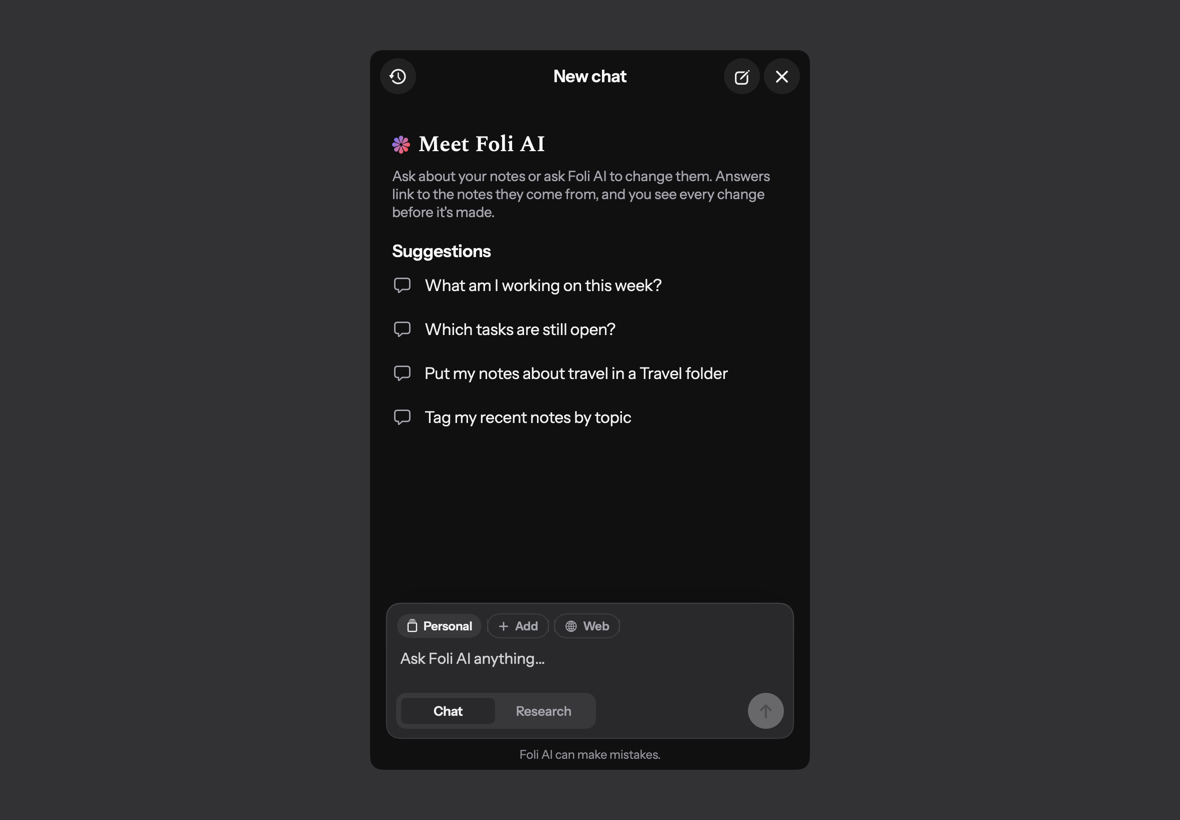 New chat
Meet Foli AI
Ask about your notes or ask Foli AI to change them. Answers
link to the notes they come from, and you see every change
before it's made.
Suggestions
What am I working on this week?
Which tasks are still open?
Put my notes about travel in a Travel folder
Tag my recent notes by topic
Personal
Add
Web
Ask Foli AI anything...
Chat
Research
Foli AI can make mistakes.